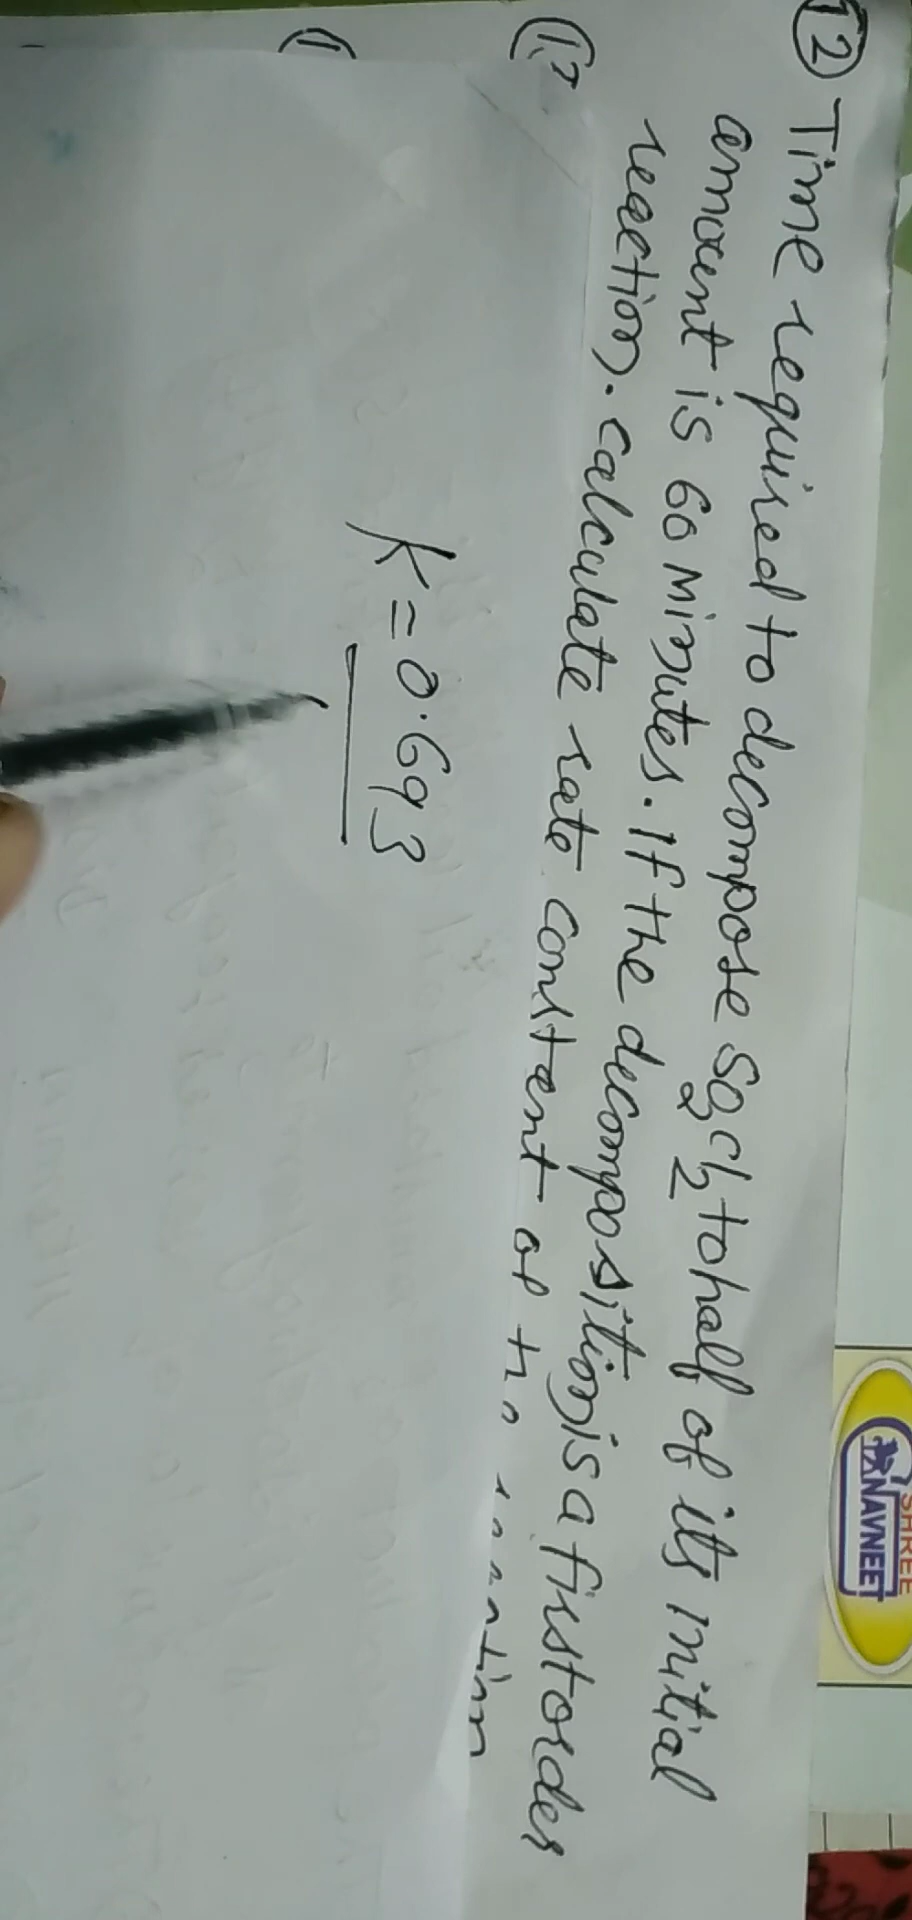 12 Time required to decompose SO2Cl2 to half of its initial
amount is 60 Minutes. If the decomposition is a first order
reaction. calculate rate constant of
K = 0.693
SHREE
NAVNEET